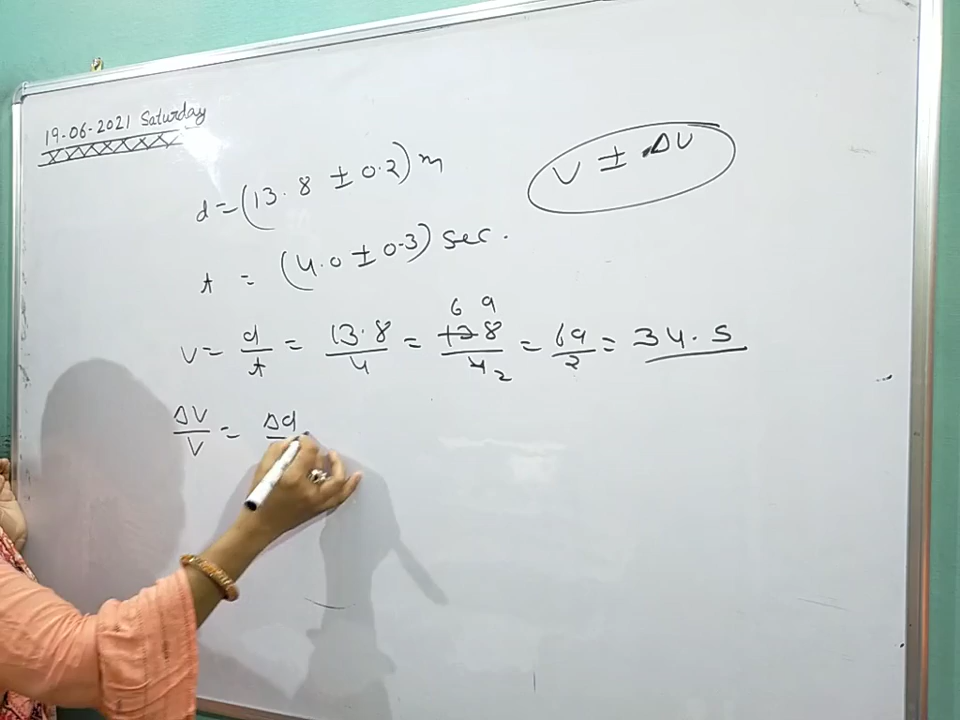 19-06-2021 Saturday
d = (13.8 ± 0.2) m
V ± ΔV
t = (4.0 ± 0.3) sec.
v = d/t = 13.8/4 = 6 9 138/4 2 = 69/2 = 34.5
ΔV/V = Δd